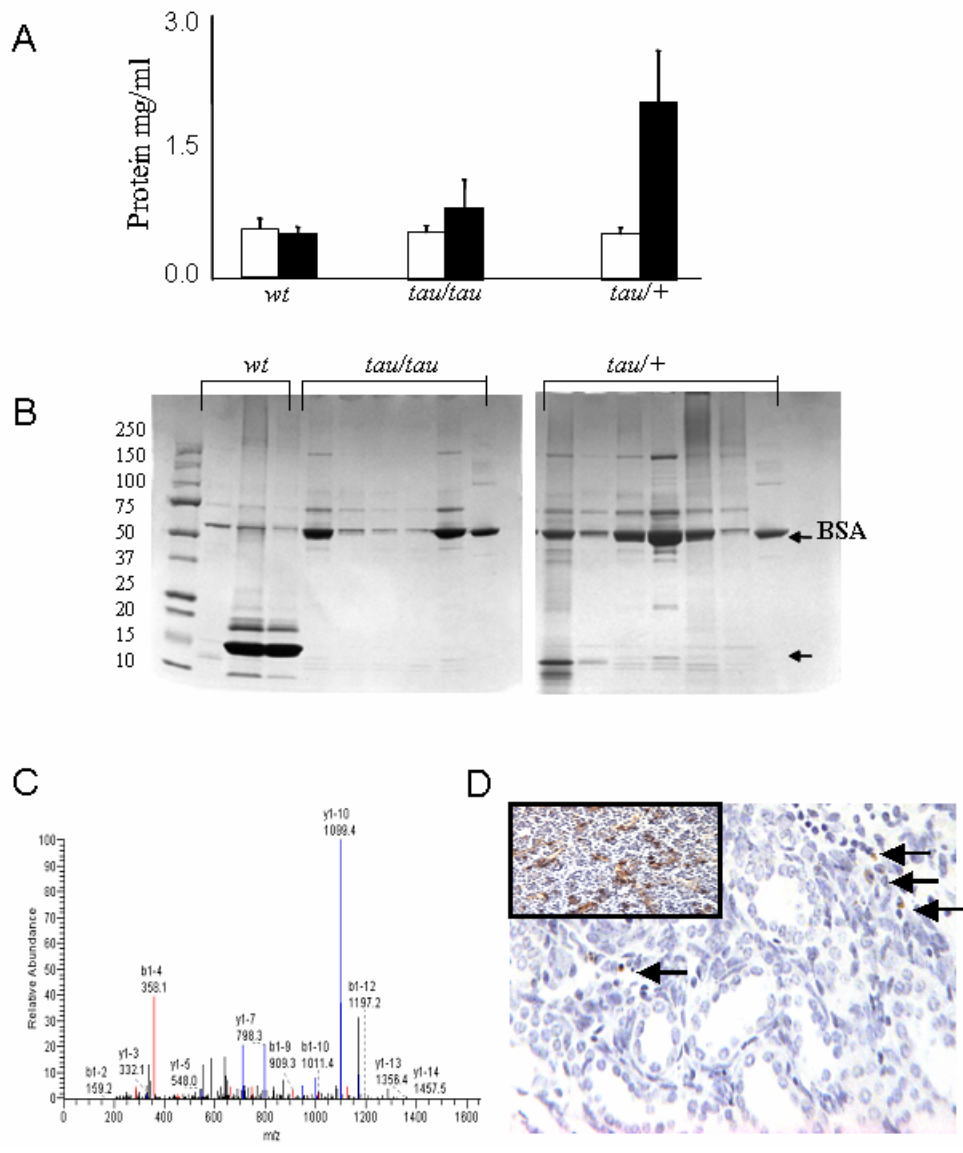 A
Protein mg/ml
3.0
1.5
0.0
wt
tau/tau
tau/+
B
wt
tau/tau
tau/+
250
150
100
75
50
37
25
20
15
10
BSA
C
D
Relative Abundance
100
90
80
70
60
50
40
30
20
10
0
y1-10
1099.4
b1-4
358.1
b1-12
1197.2
y1-7
798.3
b1-9
909.3
b1-10
1011.4
y1-3
332.1
y1-5
548.0
b1-2
159.2
y1-13
1356.4
y1-14
1457.5
0 200 400 600 800 1000 1200 1400 1600
m/z